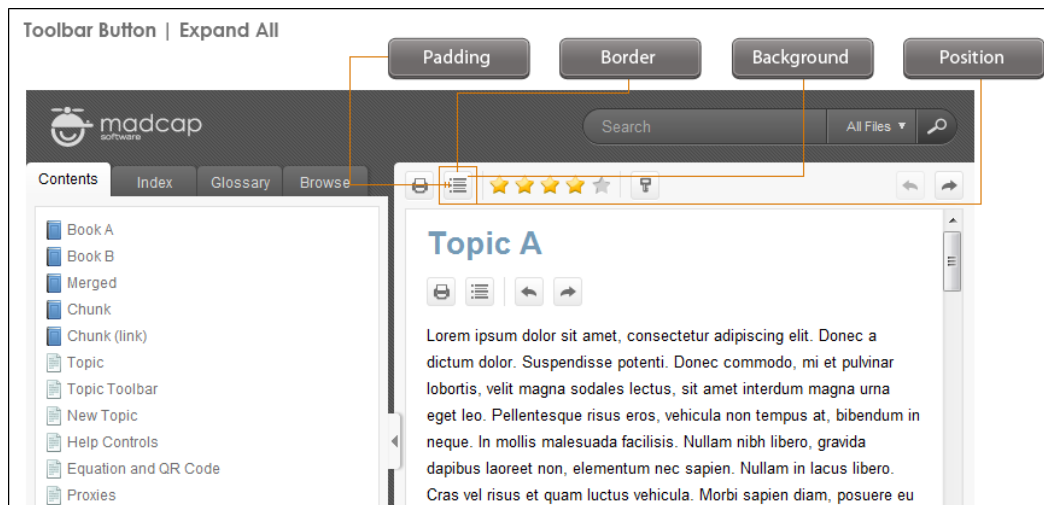 Toolbar Button | Expand All
Padding
Border
Background
Position
madcap
software
Search
All Files
Contents
Index
Glossary
Browse
Book A
Book B
Merged
Chunk
Chunk (link)
Topic
Topic Toolbar
New Topic
Help Controls
Equation and QR Code
Proxies
Topic A
Lorem ipsum dolor sit amet, consectetur adipiscing elit. Donec a
dictum dolor. Suspendisse potenti. Donec commodo, mi et pulvinar
lobortis, velit magna sodales lectus, sit amet interdum magna urna
eget leo. Pellentesque risus eros, vehicula non tempus at, bibendum in
neque. In mollis malesuada facilisis. Nullam nibh libero, gravida
dapibus laoreet non, elementum nec sapien. Nullam in lacus libero.
Cras vel risus et quam luctus vehicula. Morbi sapien diam, posuere eu